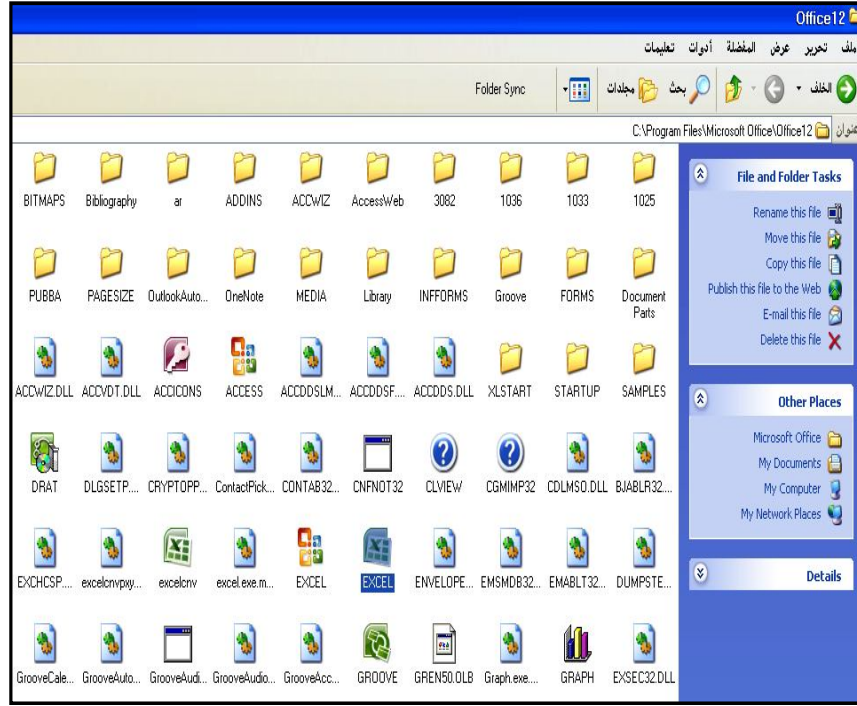 Office12
ملف تحرير عرض المفضلة أدوات تعليمات
الخلف بحث مجلدات Folder Sync
عنوان C:\Program Files\Microsoft Office\Office12
File and Folder Tasks
Rename this file
Move this file
Copy this file
Publish this file to the Web
E-mail this file
Delete this file
Other Places
Microsoft Office
My Documents
My Computer
My Network Places
Details
1025 1033 1036 3082 AccessWeb ACCWIZ ADDINS ar Bibliography BITMAPS
Document Parts FORMS Groove INFFORMS Library MEDIA OneNote OutlookAuto... PAGESIZE PUBBA
SAMPLES STARTUP XLSTART ACCDDS.DLL ACCDDSF.... ACCDDSLM... ACCESS ACCICONS ACCVDT.DLL ACCWIZ.DLL
BJABLR32.... CDLMSO.DLL CGMIMP32 CLVIEW CNFNOT32 CONTAB32... ContactPick... CRYPTOPP... DLGSETP.... DRAT
DUMPSTE... EMABLT32... EMSMDB32... ENVELOPE... EXCEL EXCEL excel.exe.m... excelcnv excelcnvpxy... EXCHCSP....
EXSEC32.DLL GRAPH Graph.exe.... GREN50.OLB GROOVE GrooveAcc... GrooveAudio... GrooveAudi... GrooveAuto... GrooveCale...